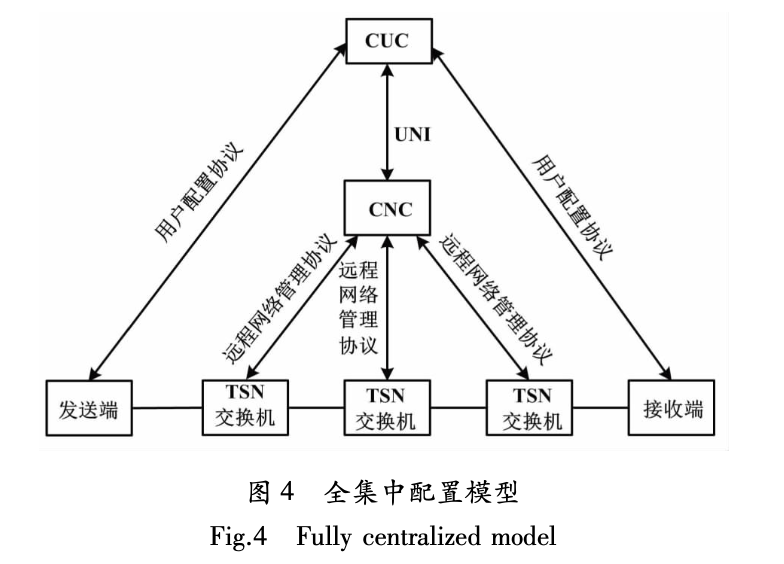 CUC
UNI
用户配置协议
用户配置协议
CNC
远程网络管理协议
远程
网络
管理
协议
远程网络管理协议
发送端
TSN
交换机
TSN
交换机
TSN
交换机
接收端
图 4 全集中配置模型
Fig.4 Fully centralized model